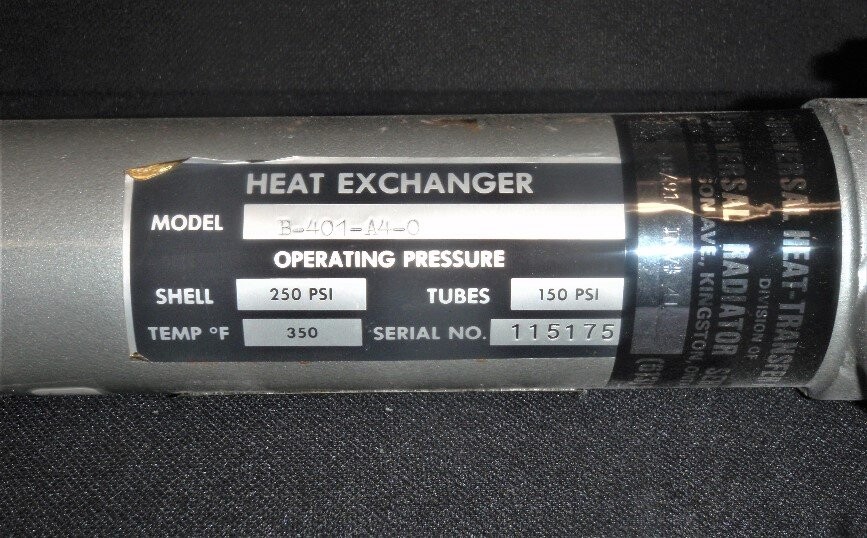 HEAT EXCHANGER
MODEL B-401-A4-0
OPERATING PRESSURE
SHELL 250 PSI TUBES 150 PSI
TEMP °F 350 SERIAL NO. 115175
HEAT-TRANSFER
DIVISION OF
RADIATOR
AVE. KINGSTON,